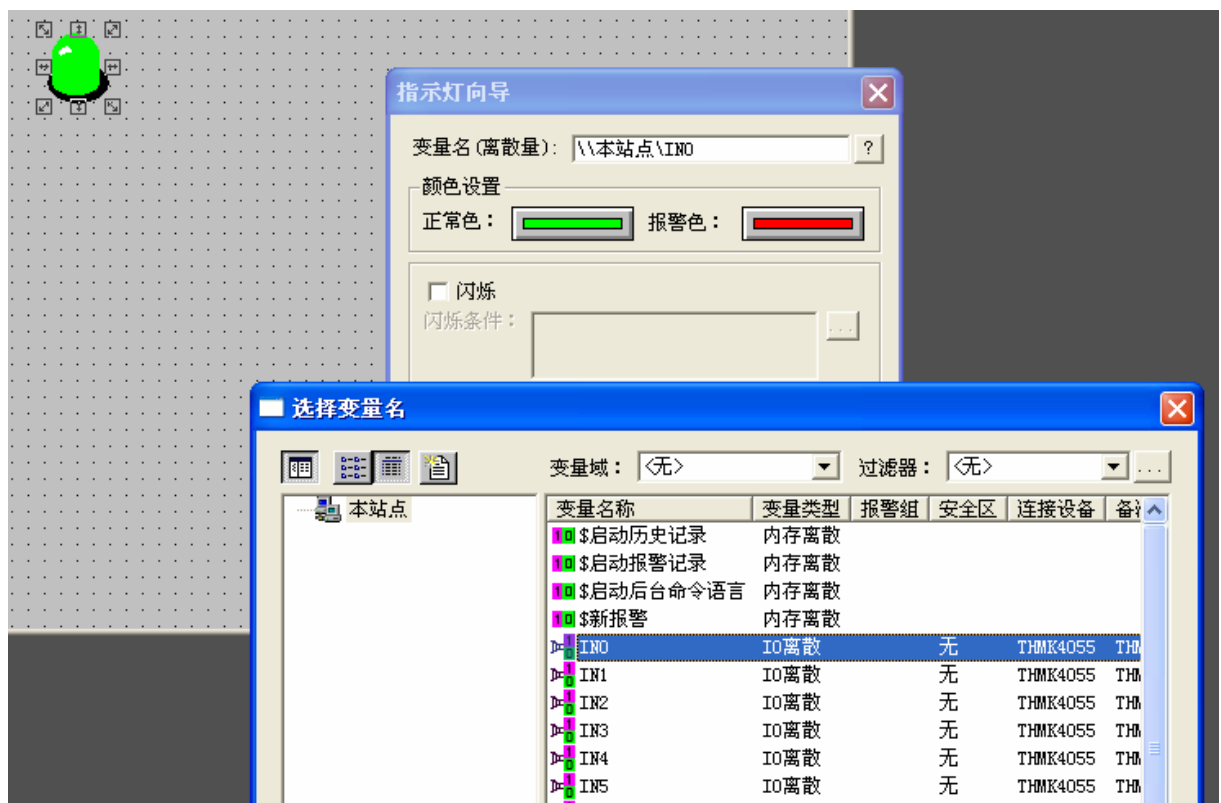 指示灯向导
变量名(离散量): \\本站点\IN0 ?
颜色设置
正常色: 报警色:
闪烁
闪烁条件: ...
选择变量名
变量域: <无> 过滤器: <无> ...
本站点
变量名称 变量类型 报警组 安全区 连接设备
$启动历史记录 内存离散
$启动报警记录 内存离散
$启动后台命令语言 内存离散
$新报警 内存离散
IN0 IO离散 无 THMK4055
IN1 IO离散 无 THMK4055
IN2 IO离散 无 THMK4055
IN3 IO离散 无 THMK4055
IN4 IO离散 无 THMK4055
IN5 IO离散 无 THMK4055